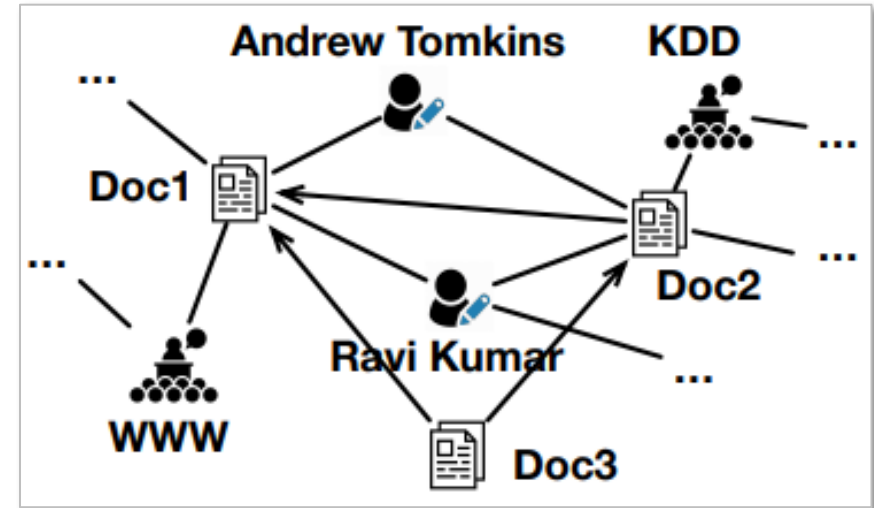 Andrew Tomkins
KDD
...
...
Doc1
...
...
Doc2
Ravi Kumar
...
WWW
Doc3